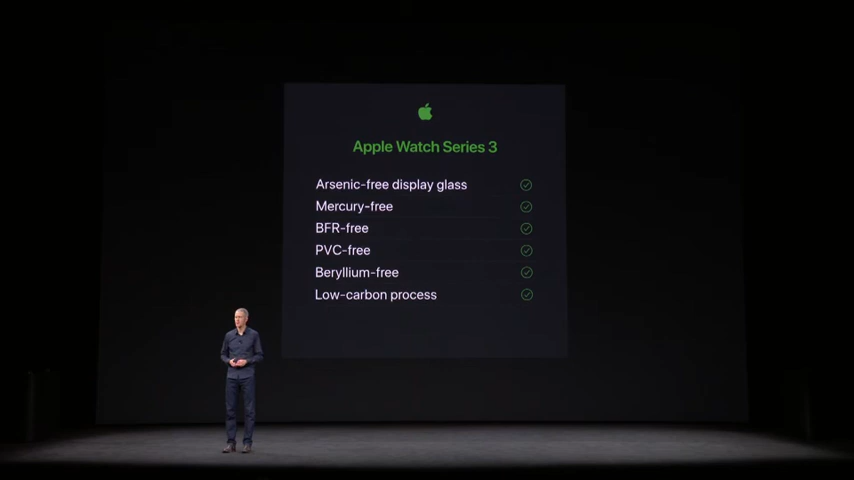 Apple Watch Series 3
Arsenic-free display glass
Mercury-free
BFR-free
PVC-free
Beryllium-free
Low-carbon process